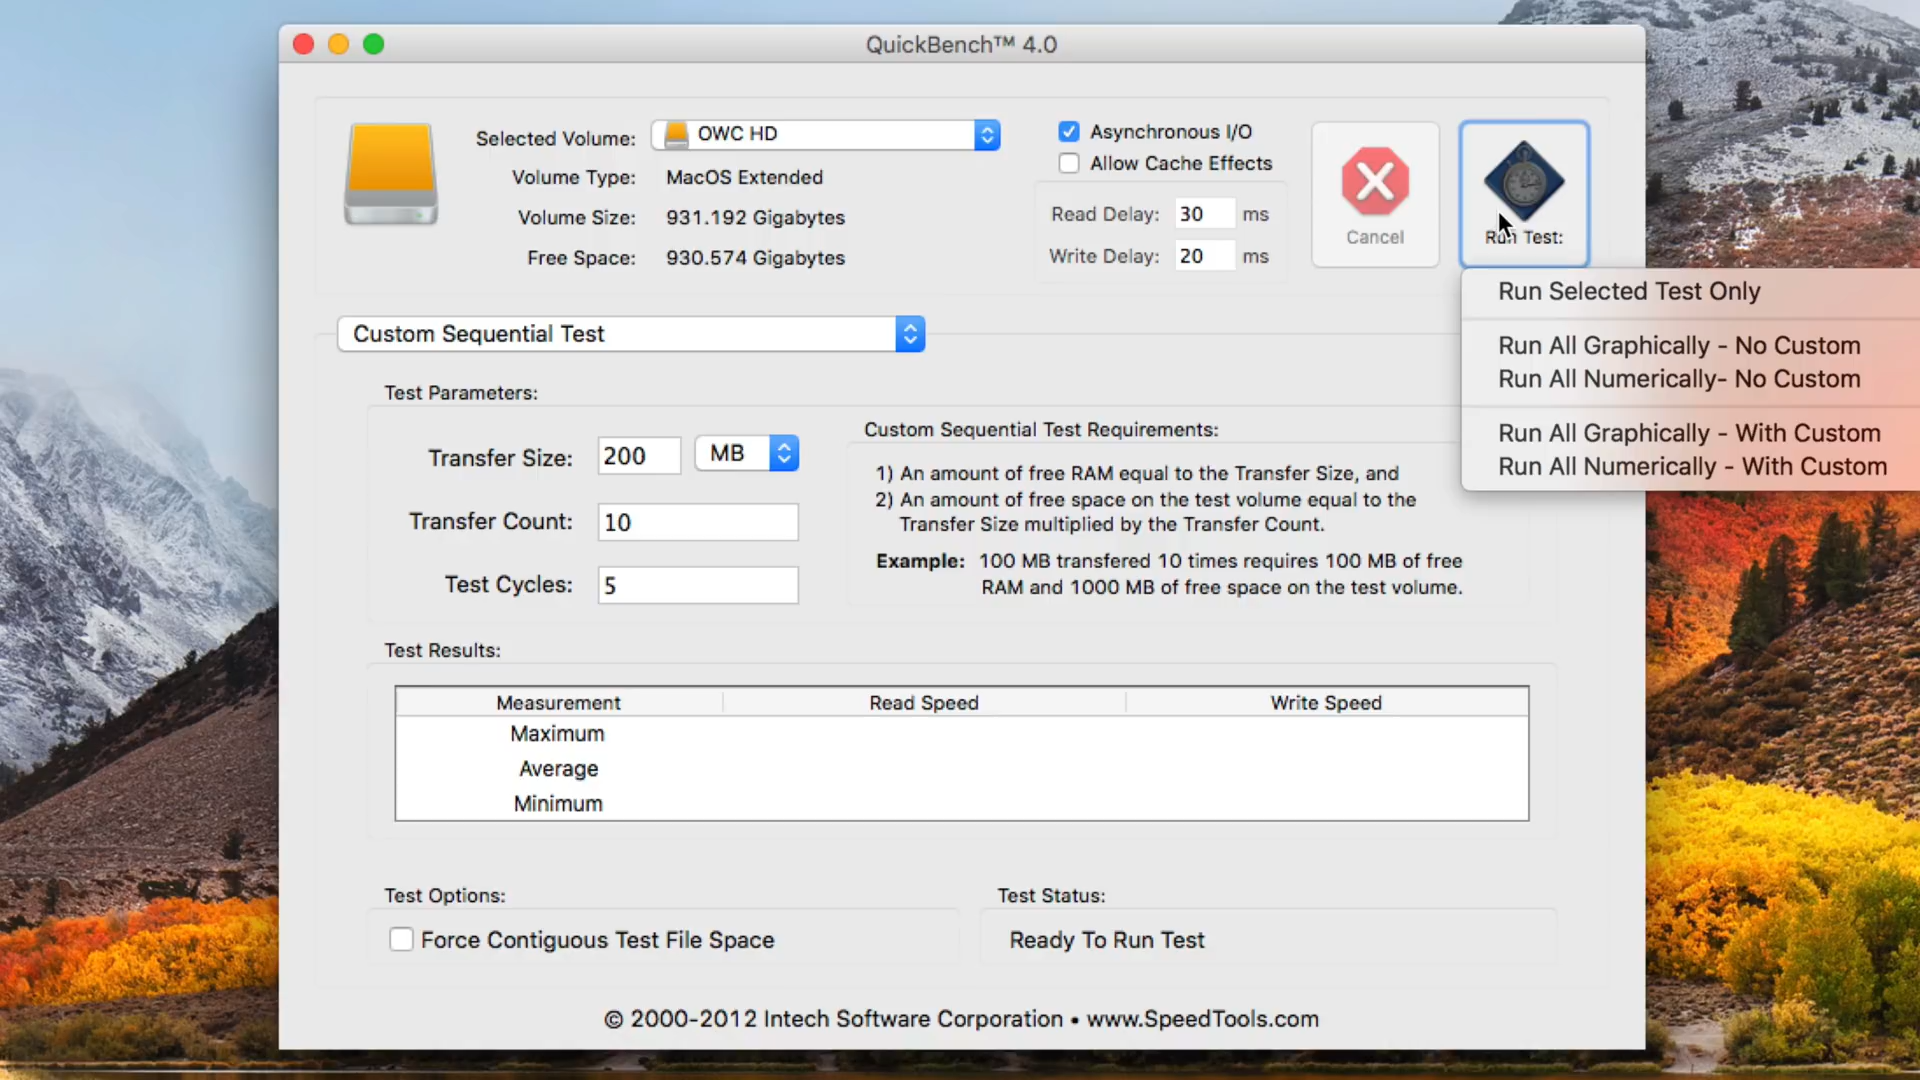 QuickBench™ 4.0
Selected Volume: OWC HD
Volume Type: MacOS Extended
Volume Size: 931.192 Gigabytes
Free Space: 930.574 Gigabytes
Asynchronous I/O
Allow Cache Effects
Read Delay: 30 ms
Write Delay: 20 ms
Cancel
Run Test:
Run Selected Test Only
Run All Graphically - No Custom
Run All Numerically- No Custom
Run All Graphically - With Custom
Run All Numerically - With Custom
Custom Sequential Test
Test Parameters:
Transfer Size: 200 MB
Transfer Count: 10
Test Cycles: 5
Custom Sequential Test Requirements:
1) An amount of free RAM equal to the Transfer Size, and
2) An amount of free space on the test volume equal to the
Transfer Size multiplied by the Transfer Count.
Example: 100 MB transfered 10 times requires 100 MB of free
RAM and 1000 MB of free space on the test volume.
Test Results:
Measurement Read Speed Write Speed
Maximum
Average
Minimum
Test Options:
Force Contiguous Test File Space
Test Status:
Ready To Run Test
© 2000-2012 Intech Software Corporation • www.SpeedTools.com